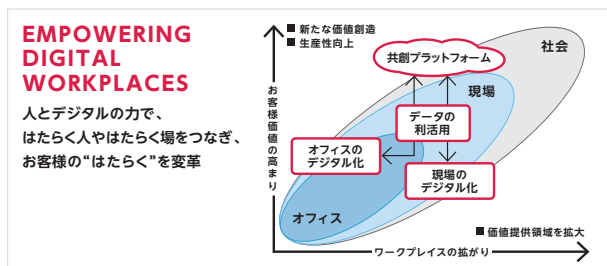 EMPOWERING
DIGITAL
WORKPLACES
人とデジタルの力で、
はたらく人やはたらく場をつなぎ、
お客様の“はたらく”を変革
■ 新たな価値創造
■ 生産性向上
お客様価値の高まり
社会
共創プラットフォーム
現場
データの
利活用
オフィスの
デジタル化
現場の
デジタル化
オフィス
■ 価値提供領域を拡大
ワークプレイスの拡がり